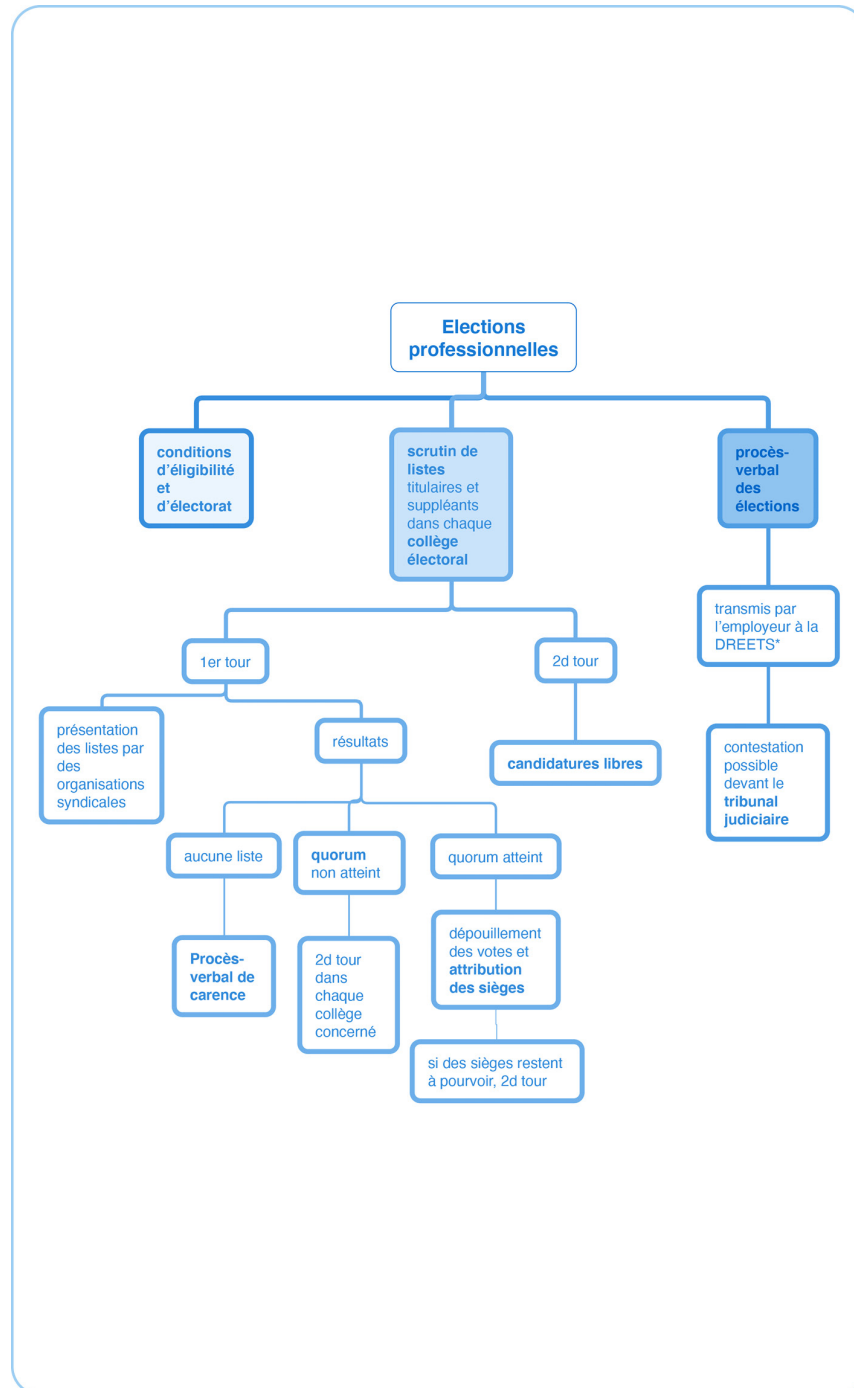 Elections
professionnelles
conditions
d'éligibilité
et
d'électorat
scrutin de
listes
titulaires et
suppléants
dans chaque
collège
électoral
procès-
verbal
des
élections
transmis par
l'employeur à la
DREETS*
contestation
possible
devant le
tribunal
judiciaire
1er tour
2d tour
présentation
des listes par
des
organisations
syndicales
résultats
candidatures libres
aucune liste
quorum
non atteint
quorum atteint
Procès-
verbal de
carence
2d tour
dans
chaque
collège
concerné
dépouillement
des votes et
attribution
des sièges
si des sièges restent
à pourvoir, 2d tour